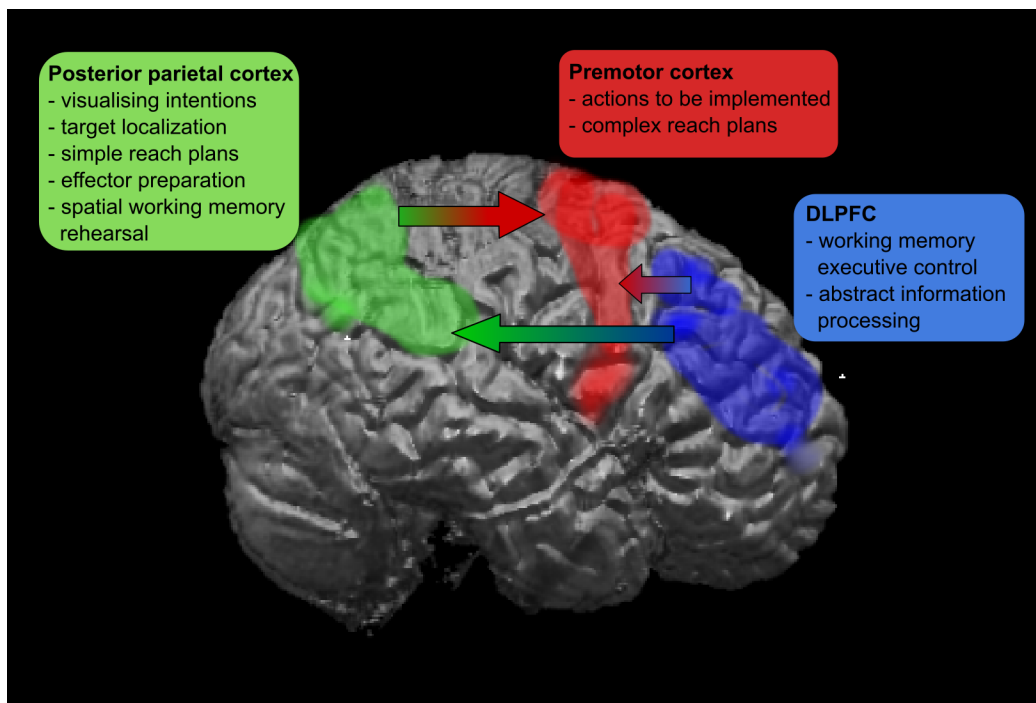 Posterior parietal cortex
- visualising intentions
- target localization
- simple reach plans
- effector preparation
- spatial working memory
rehearsal
Premotor cortex
- actions to be implemented
- complex reach plans
DLPFC
- working memory
executive control
- abstract information
processing